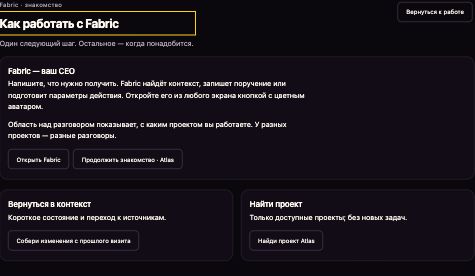 Fabric · знакомство
Вернуться к работе
Как работать с Fabric
Один следующий шаг. Остальное — когда понадобится.
Fabric — ваш CEO
Напишите, что нужно получить. Fabric найдёт контекст, запишет поручение или
подготовит параметры действия. Откройте его из любого экрана кнопкой с цветным
аватаром.
Область над разговором показывает, с каким проектом вы работаете. У разных
проектов — разные разговоры.
Открыть Fabric
Продолжить знакомство · Atlas
Вернуться в контекст
Короткое состояние и переход к источникам.
Собери изменения с прошлого визита
Найти проект
Только доступные проекты; без новых задач.
Найди проект Atlas